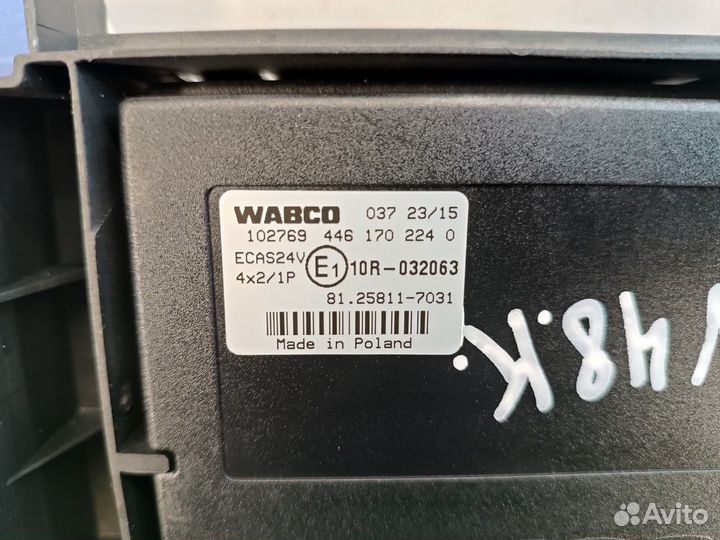 WABCO 037 23/15
102769 446 170 224 0
ECAS24V E1 10R-032063
4x2/1P
81.25811-7031
Made in Poland
48.K.
Avito